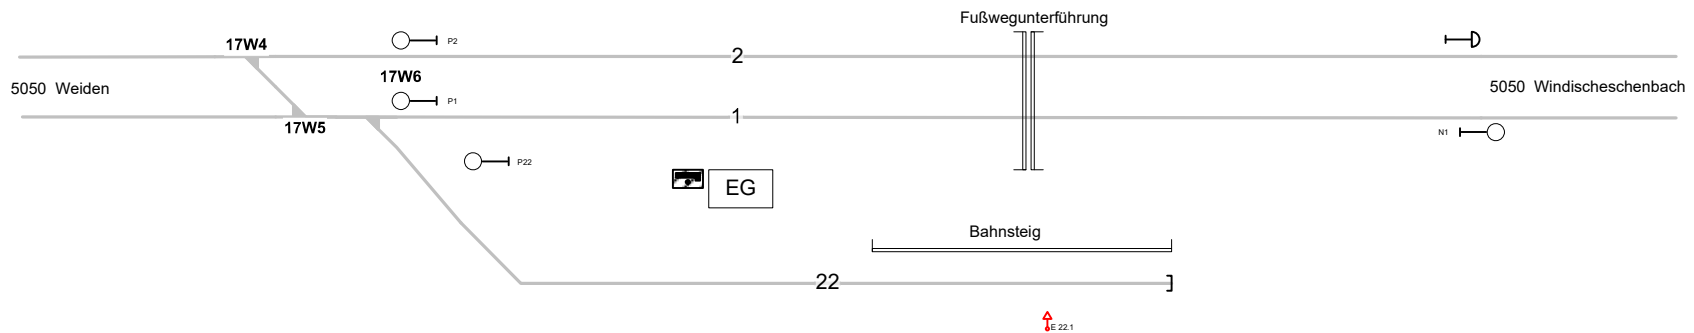 Fußwegunterführung
17W4
P2
2
17W6
5050 Weiden
5050 Windischeschenbach
P1
1
17W5
N1
P22
EG
Bahnsteig
22
E 22.1